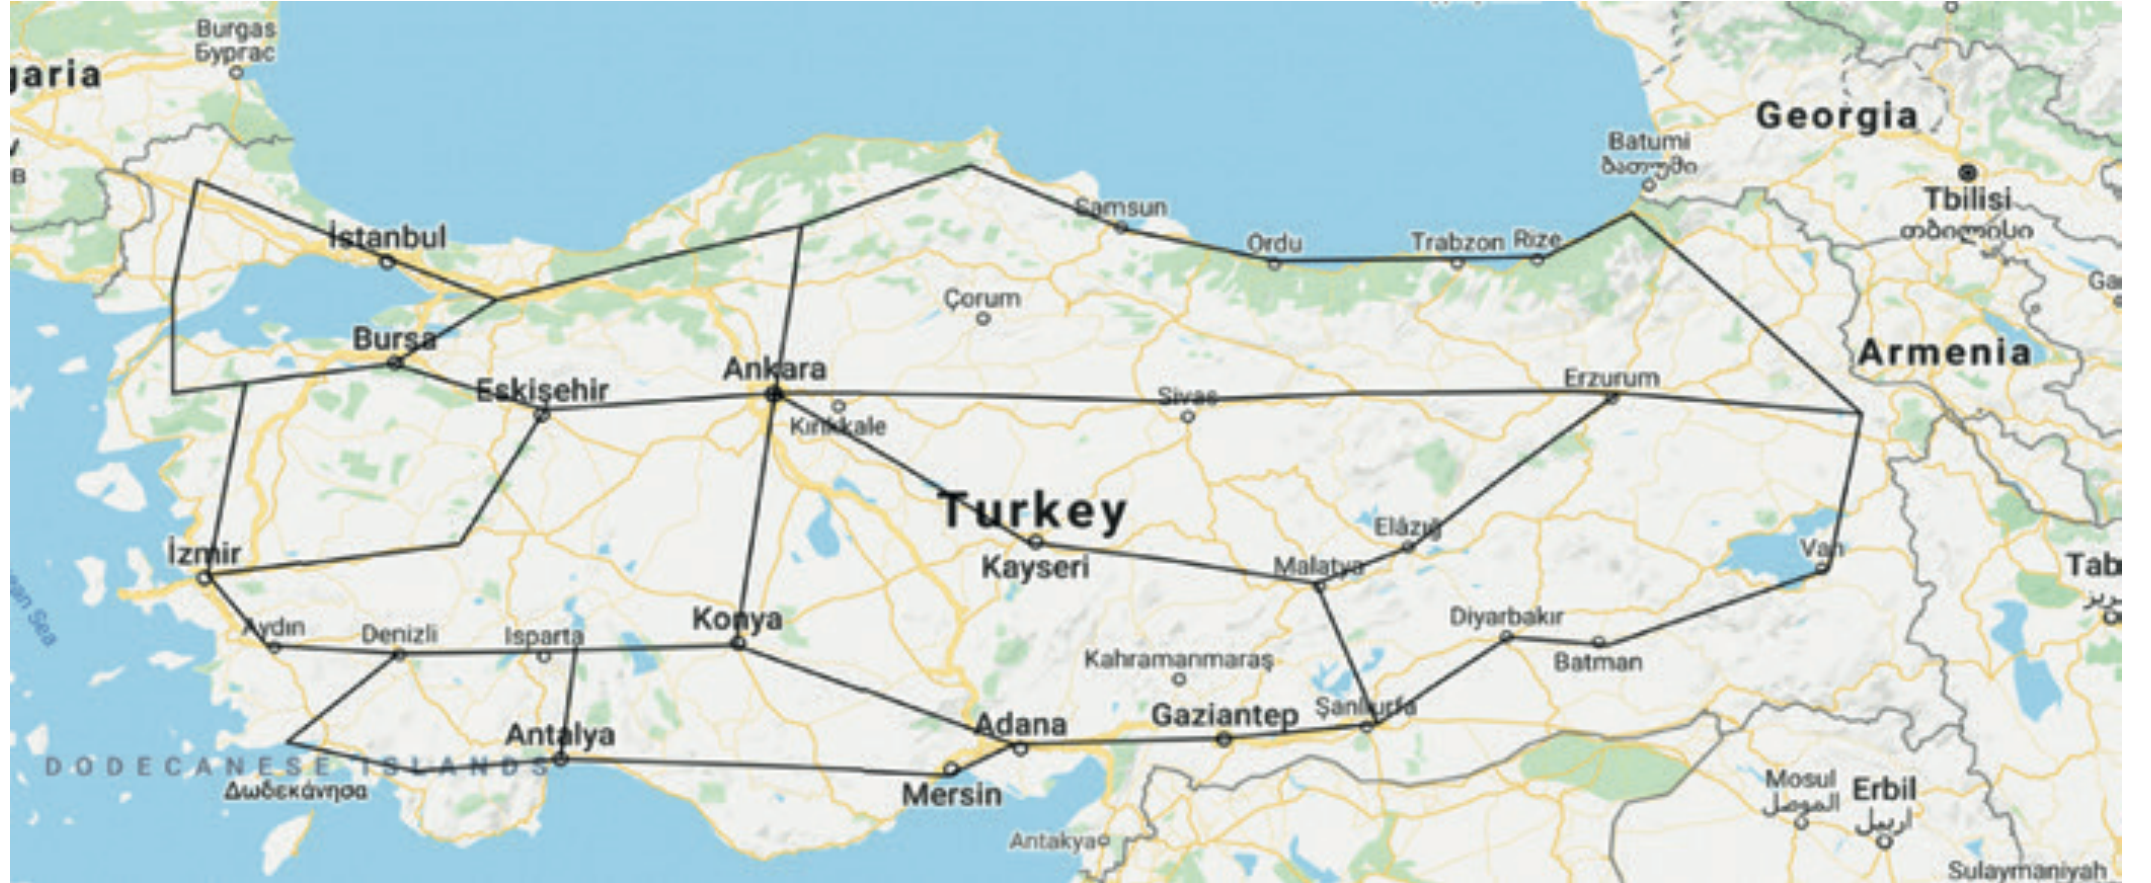 Burgas
Бургас
garia
Georgia
Batumi
ბათუმი
Tbilisi
თბილისი
Samsun
İstanbul
Ordu
Trabzon
Rize
Çorum
Bursa
Armenia
Ankara
Eskişehir
Sivas
Erzurum
Kırıkkale
Turkey
Elâzığ
İzmir
Kayseri
Malatya
Van
Tab
Konya
Aydın
Denizli
Isparta
Diyarbakır
Batman
Kahramanmaraş
Adana
Gaziantep
Şanlıurfa
Antalya
DODECANESE ISLANDS
Δωδεκάνησα
Mersin
Mosul
الموصل
Erbil
اربيل
Antakya
Sulaymaniyah